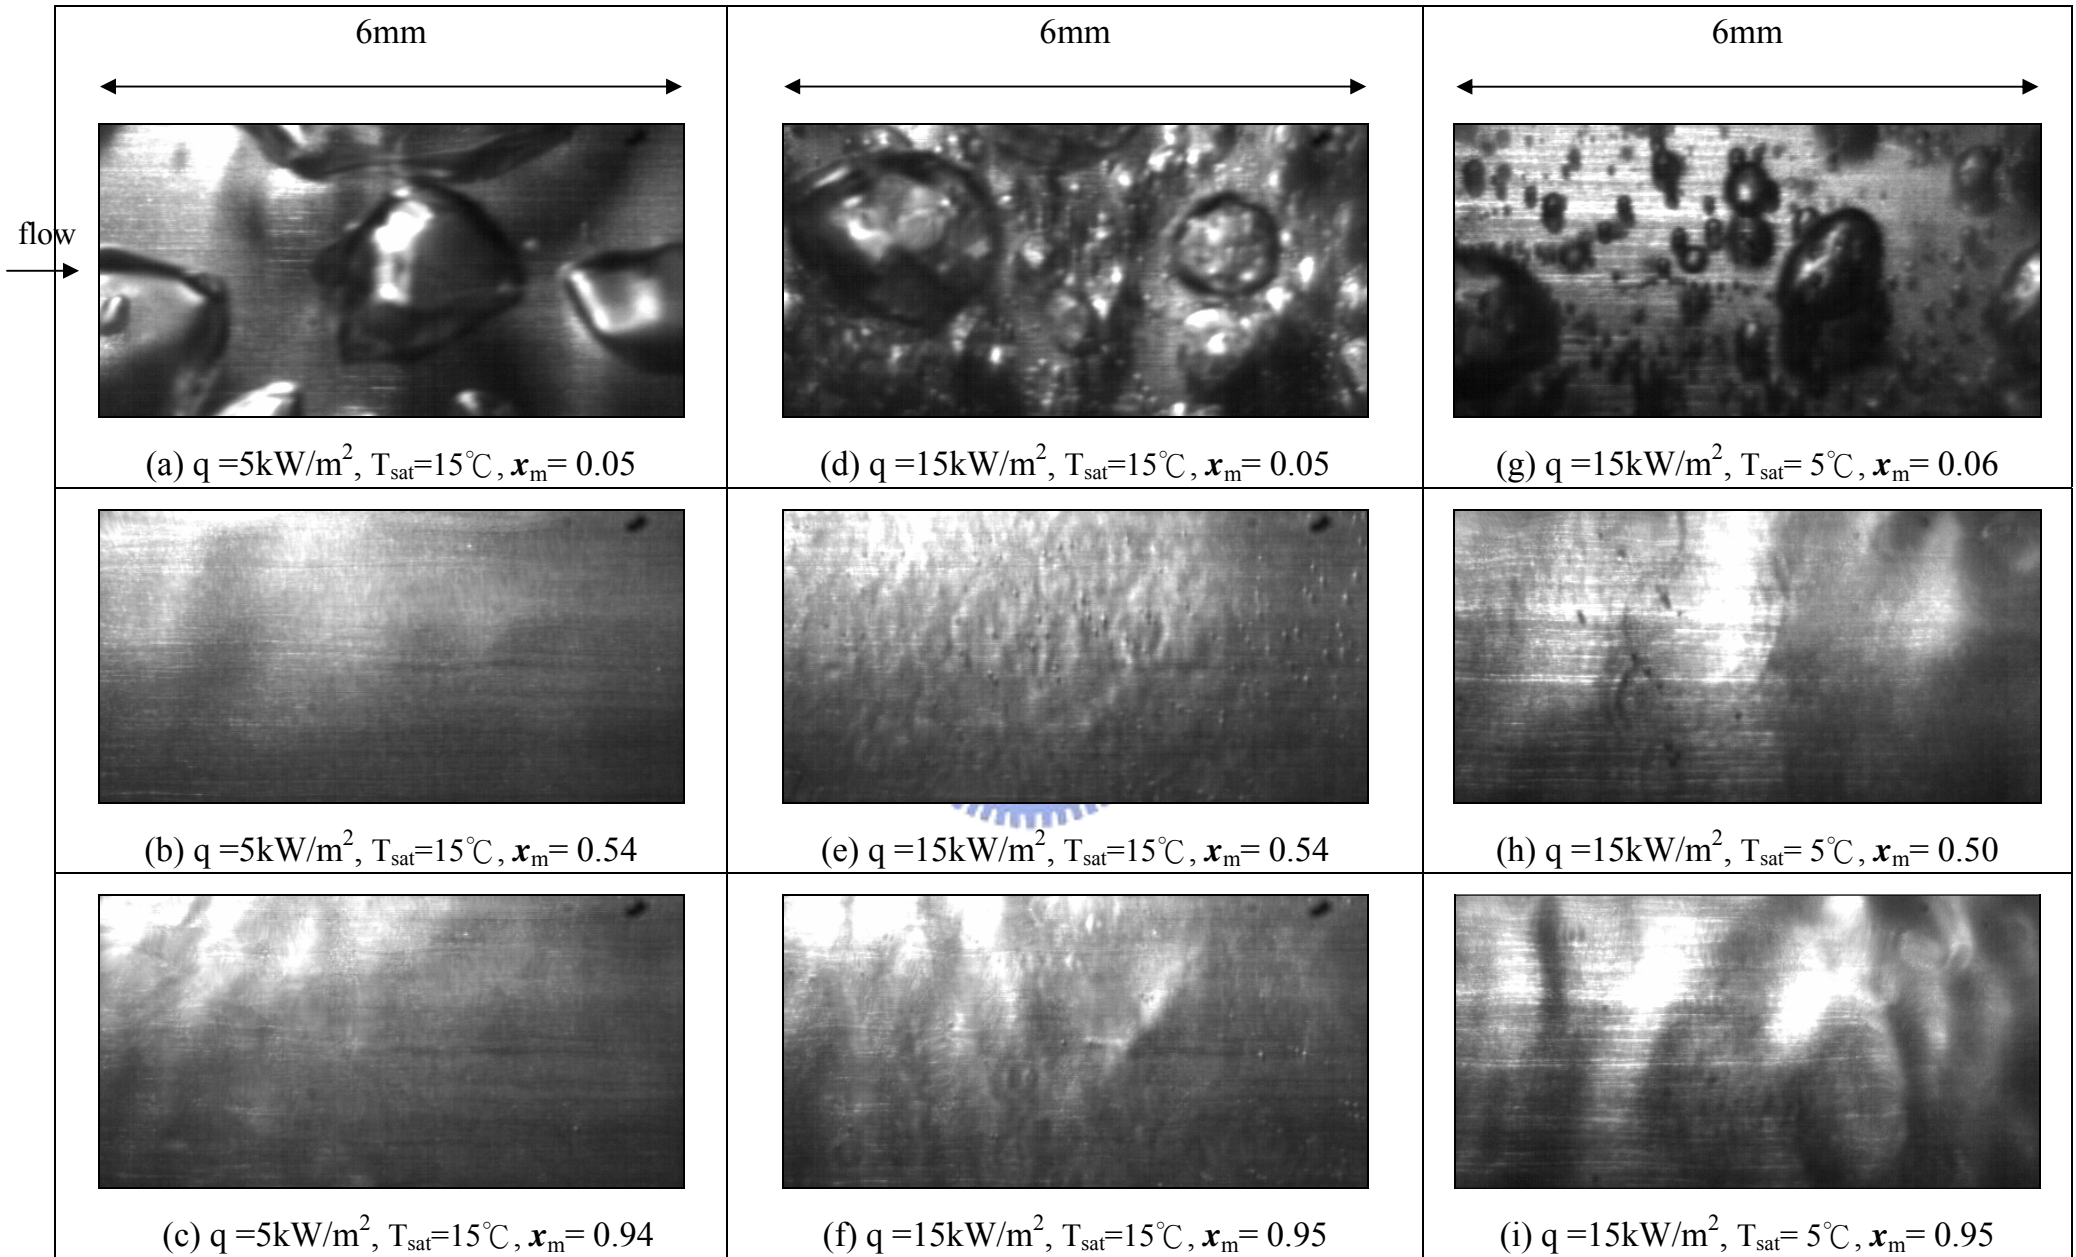 6mm 6mm 6mm
flow
(a) q =5kW/m², Tsat=15℃, xm= 0.05 (d) q =15kW/m², Tsat=15℃, xm= 0.05 (g) q =15kW/m², Tsat= 5℃, xm= 0.06
(b) q =5kW/m², Tsat=15℃, xm= 0.54 (e) q =15kW/m², Tsat=15℃, xm= 0.54 (h) q =15kW/m², Tsat= 5℃, xm= 0.50
(c) q =5kW/m², Tsat=15℃, xm= 0.94 (f) q =15kW/m², Tsat=15℃, xm= 0.95 (i) q =15kW/m², Tsat= 5℃, xm= 0.95